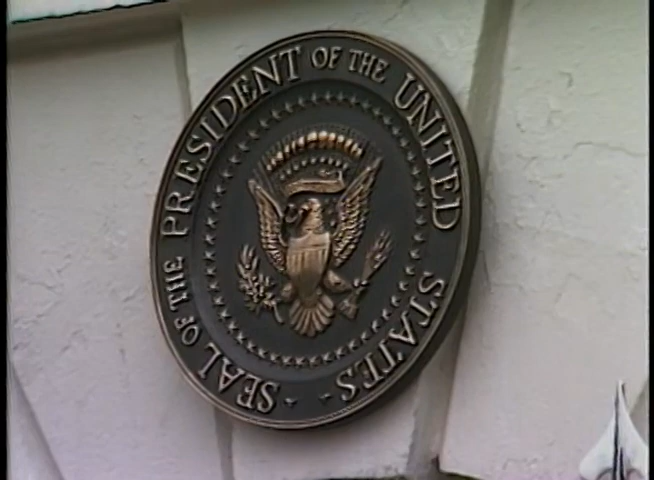 SEAL OF THE PRESIDENT OF THE UNITED STATES